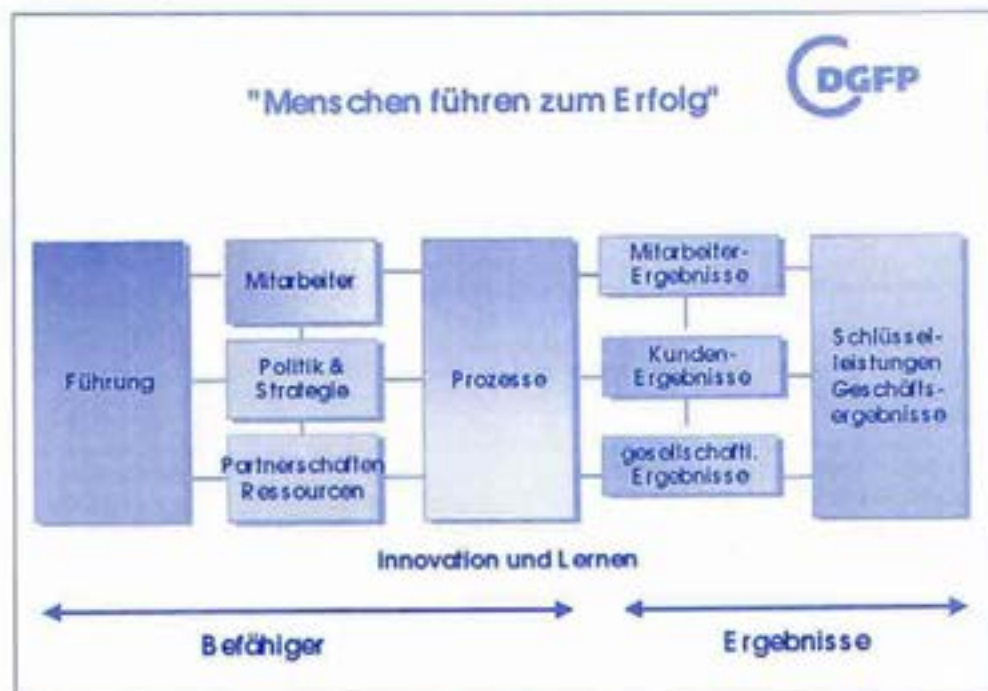 "Menschen führen zum Erfolg"
DGFP
Führung
Mitarbeiter
Politik &
Strategie
Partnerschaften
Ressourcen
Prozesse
Mitarbeiter-
Ergebnisse
Kunden-
Ergebnisse
gesellschaftl.
Ergebnisse
Schlüssel-
leistungen
Geschäfts-
ergebnisse
Innovation und Lernen
Befähiger
Ergebnisse